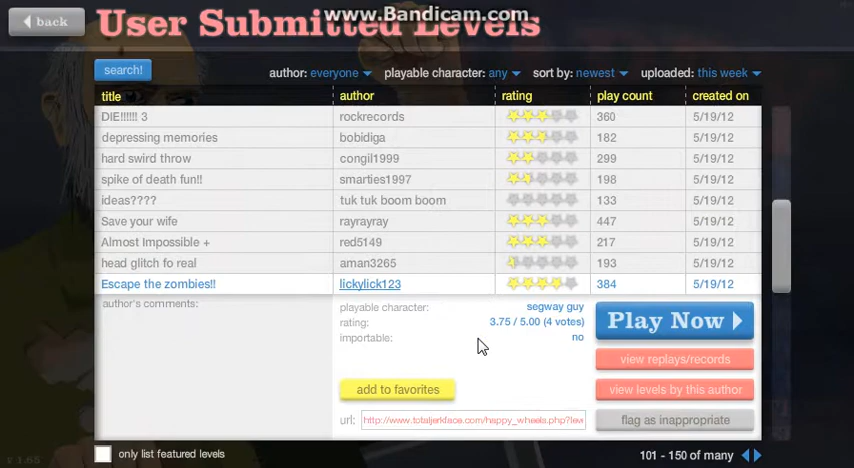 www.Bandicam.com
back
User Submitted Levels
search!
author: everyone playable character: any sort by: newest uploaded: this week
title author rating play count created on
DIE!!!!!! 3 rockrecords 360 5/19/12
depressing memories bobidiga 182 5/19/12
hard swird throw congil1999 299 5/19/12
spike of death fun!! smarties1997 198 5/19/12
ideas???? tuk tuk boom boom 133 5/19/12
Save your wife rayrayray 447 5/19/12
Almost Impossible + red5149 217 5/19/12
head glitch fo real aman3265 193 5/19/12
Escape the zombies!! lickylick123 384 5/19/12
author's comments:
playable character: segway guy
rating: 3.75 / 5.00 (4 votes)
importable: no
Play Now
view replays/records
add to favorites
view levels by this author
url: http://www.totaljerkface.com/happy_wheels.php?lev
flag as inappropriate
only list featured levels
101 - 150 of many
v 1.65